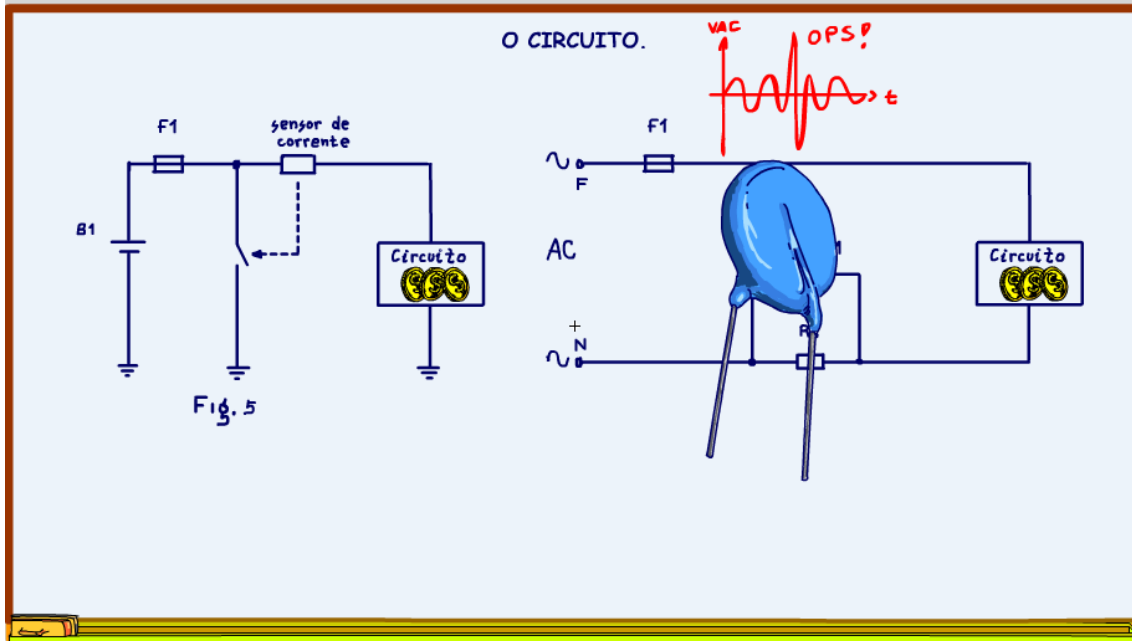 O CIRCUITO.
VAC
OPS!
t
F1
sensor de
corrente
B1
Circuito
Fig. 5
F1
F
AC
Circuito
N
R